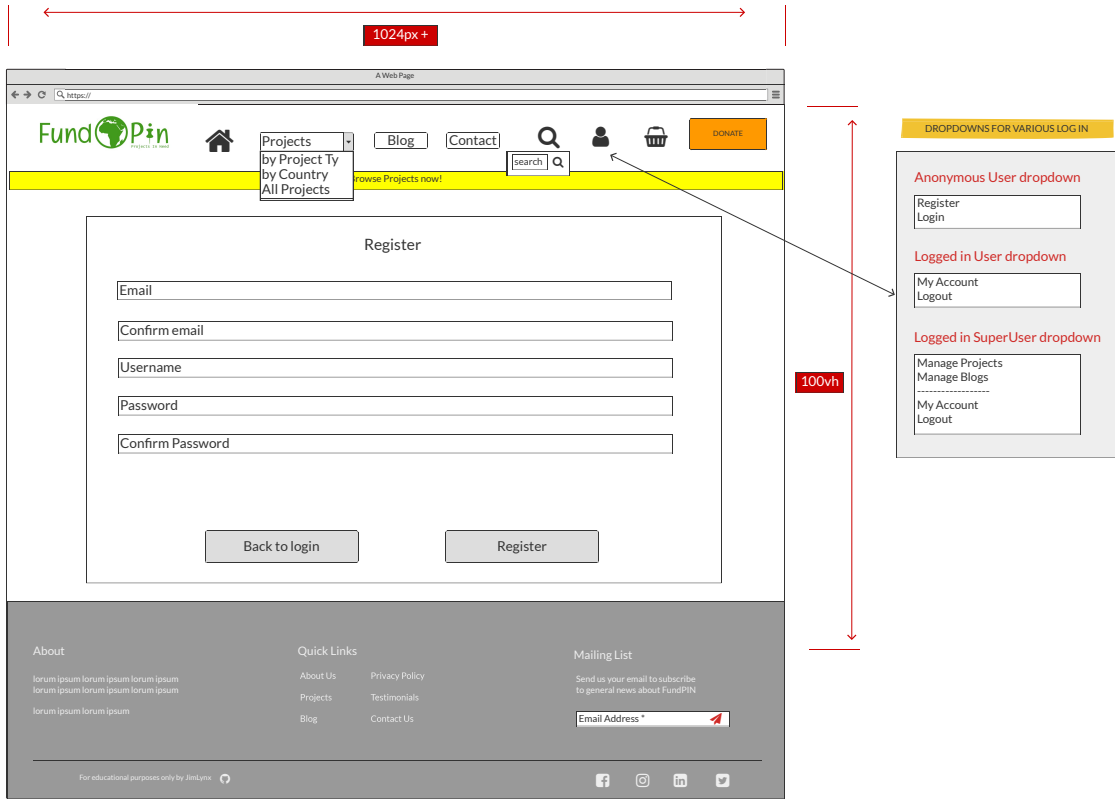 1024px +
A Web Page
https://
FundPin
Projects in need
Projects
Blog
Contact
DONATE
by Project Ty
by Country
All Projects
search
Browse Projects now!
Register
Email
Confirm email
Username
Password
Confirm Password
Back to login
Register
100vh
DROPDOWNS FOR VARIOUS LOG IN
Anonymous User dropdown
Register
Login
Logged in User dropdown
My Account
Logout
Logged in SuperUser dropdown
Manage Projects
Manage Blogs
------------------
My Account
Logout
About
lorum ipsum lorum ipsum lorum ipsum
lorum ipsum lorum ipsum lorum ipsum
lorum ipsum lorum ipsum
Quick Links
About Us
Privacy Policy
Projects
Testimonials
Blog
Contact Us
Mailing List
Send us your email to subscribe
to general news about FundPIN
Email Address *
For educational purposes only by JimLynx